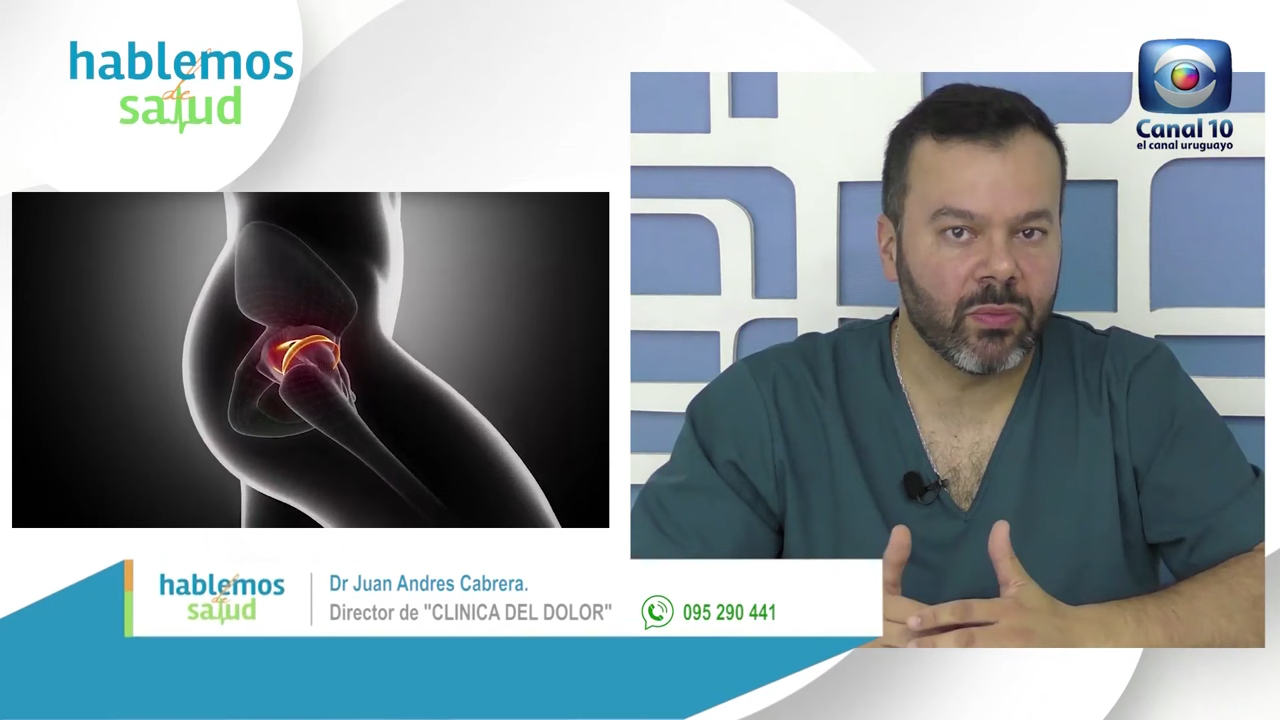 hablemos
de
salud
Canal 10
el canal uruguayo
hablemos
de
salud
Dr Juan Andres Cabrera.
Director de "CLINICA DEL DOLOR"
095 290 441